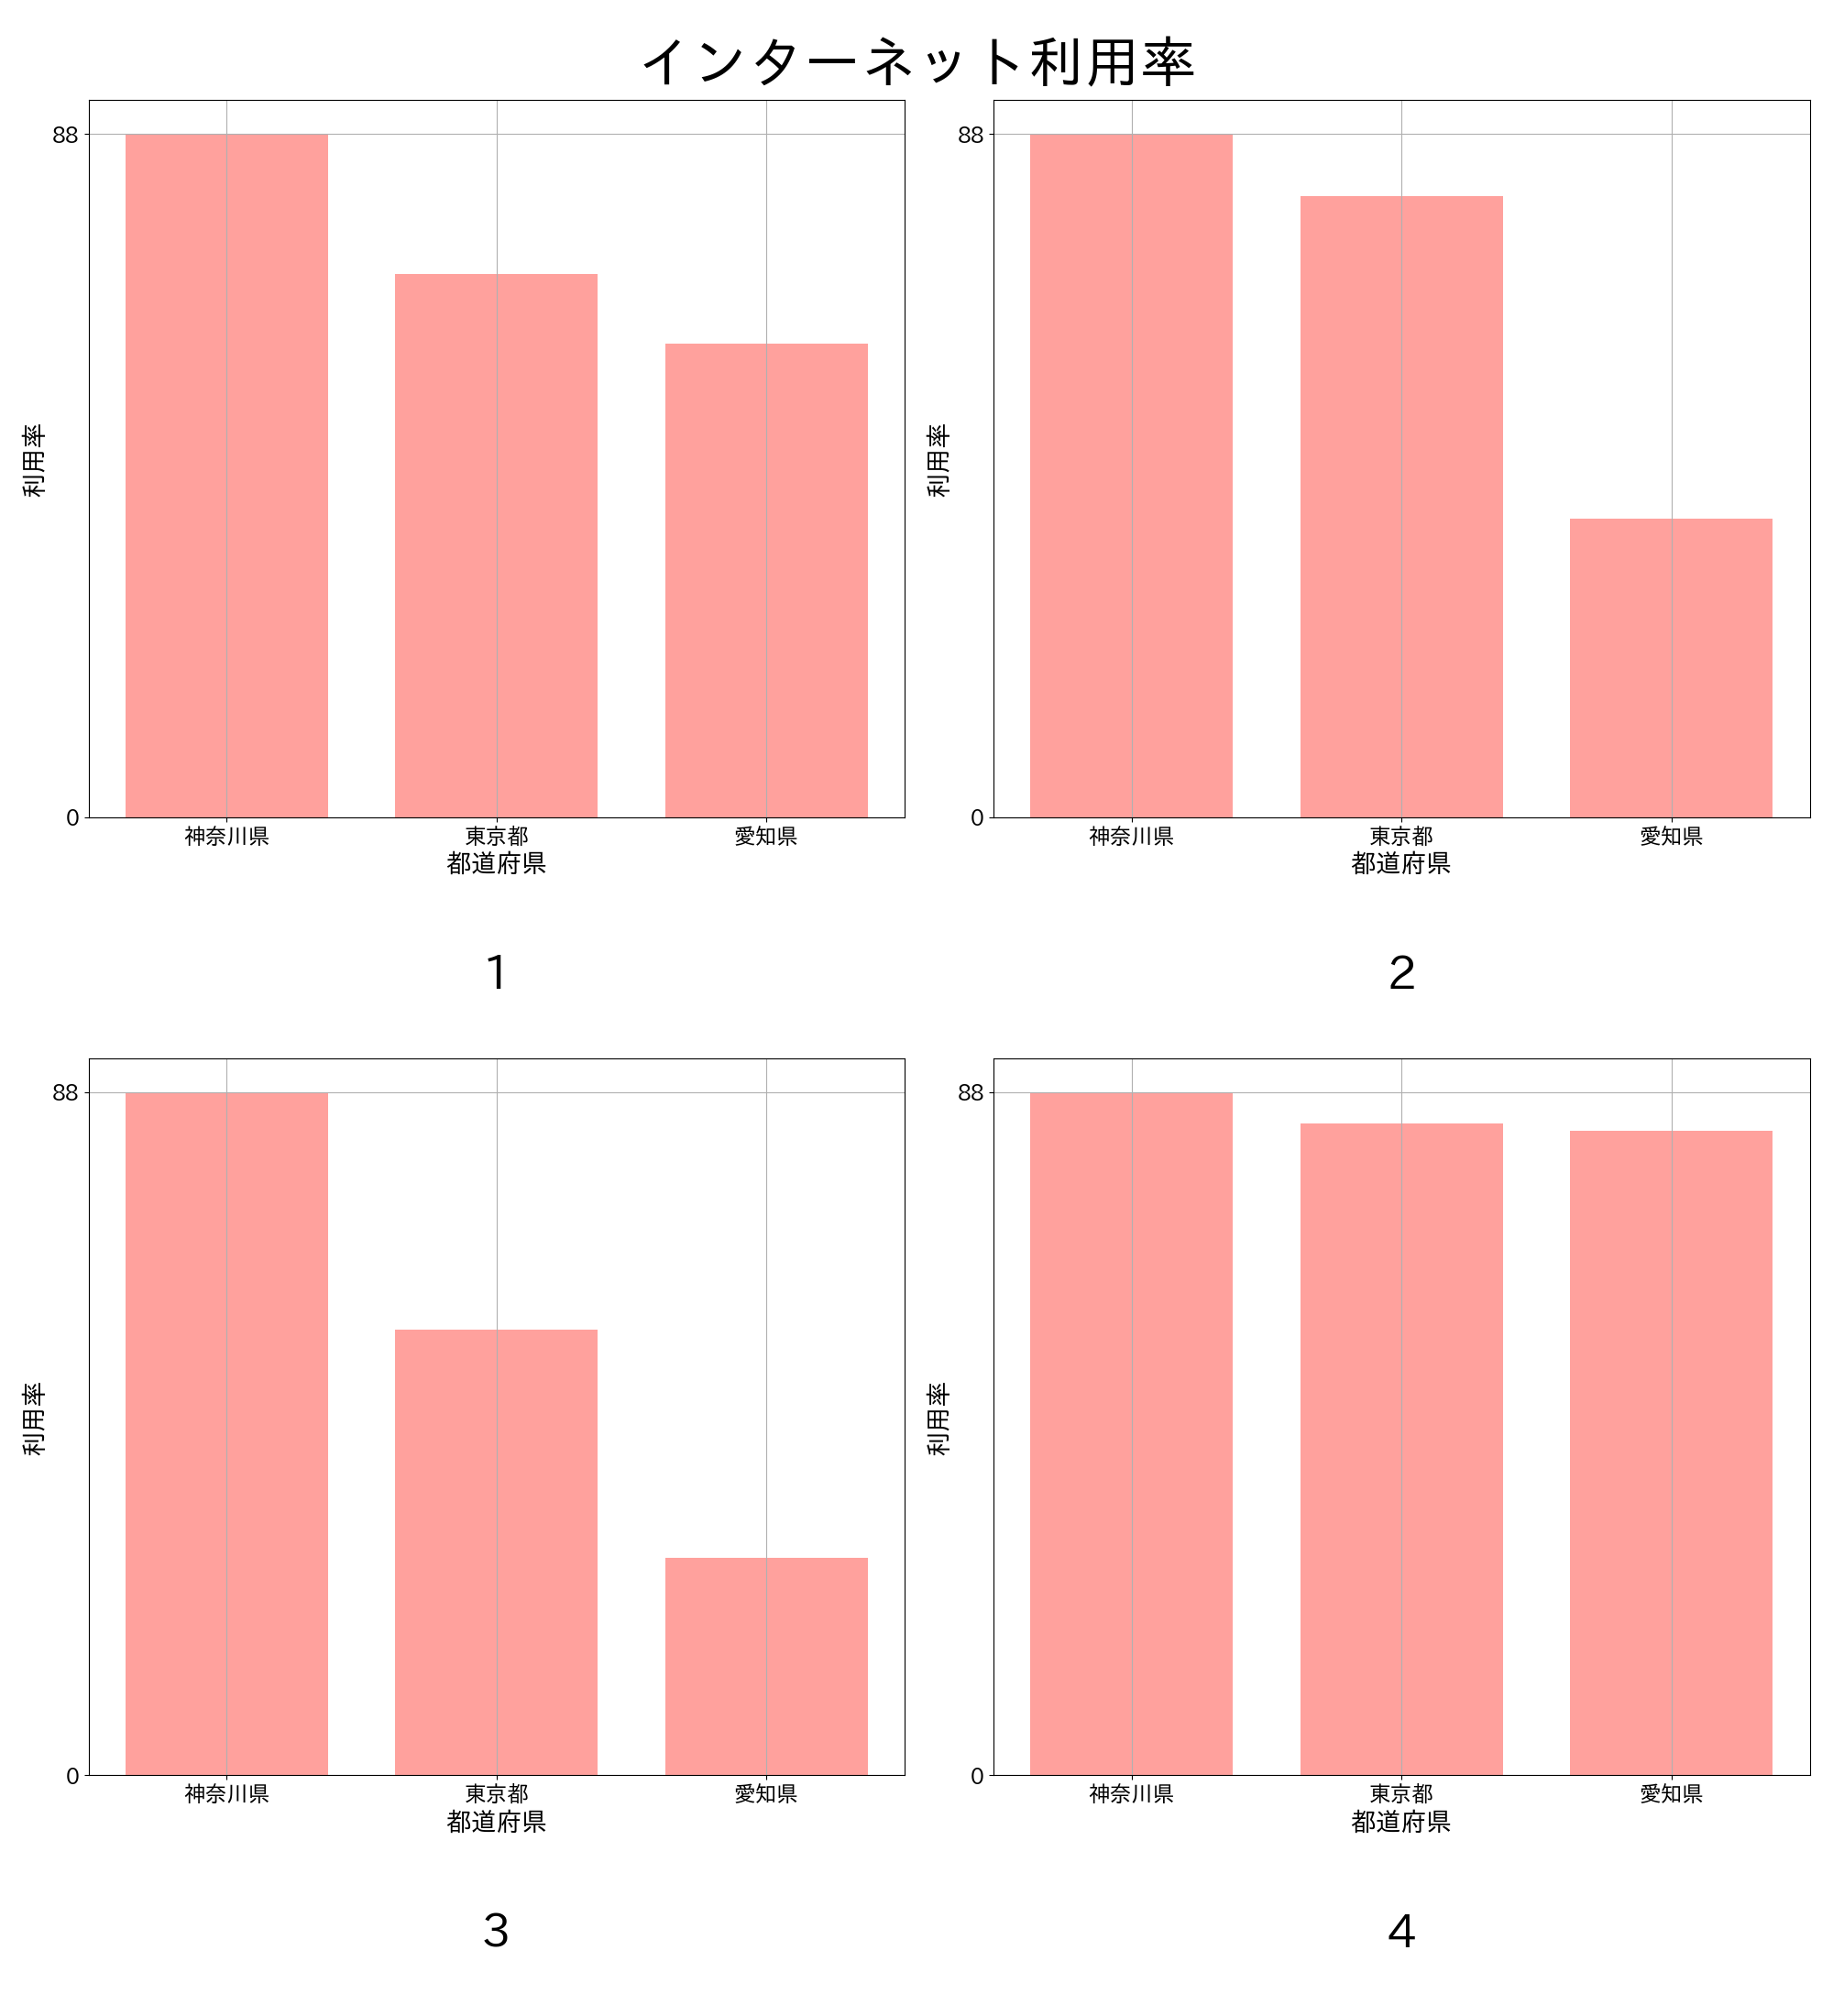 インターネット利用率
88
0
利用率
神奈川県 東京都 愛知県
都道府県
1
88
0
利用率
神奈川県 東京都 愛知県
都道府県
2
88
0
利用率
神奈川県 東京都 愛知県
都道府県
3
88
0
利用率
神奈川県 東京都 愛知県
都道府県
4